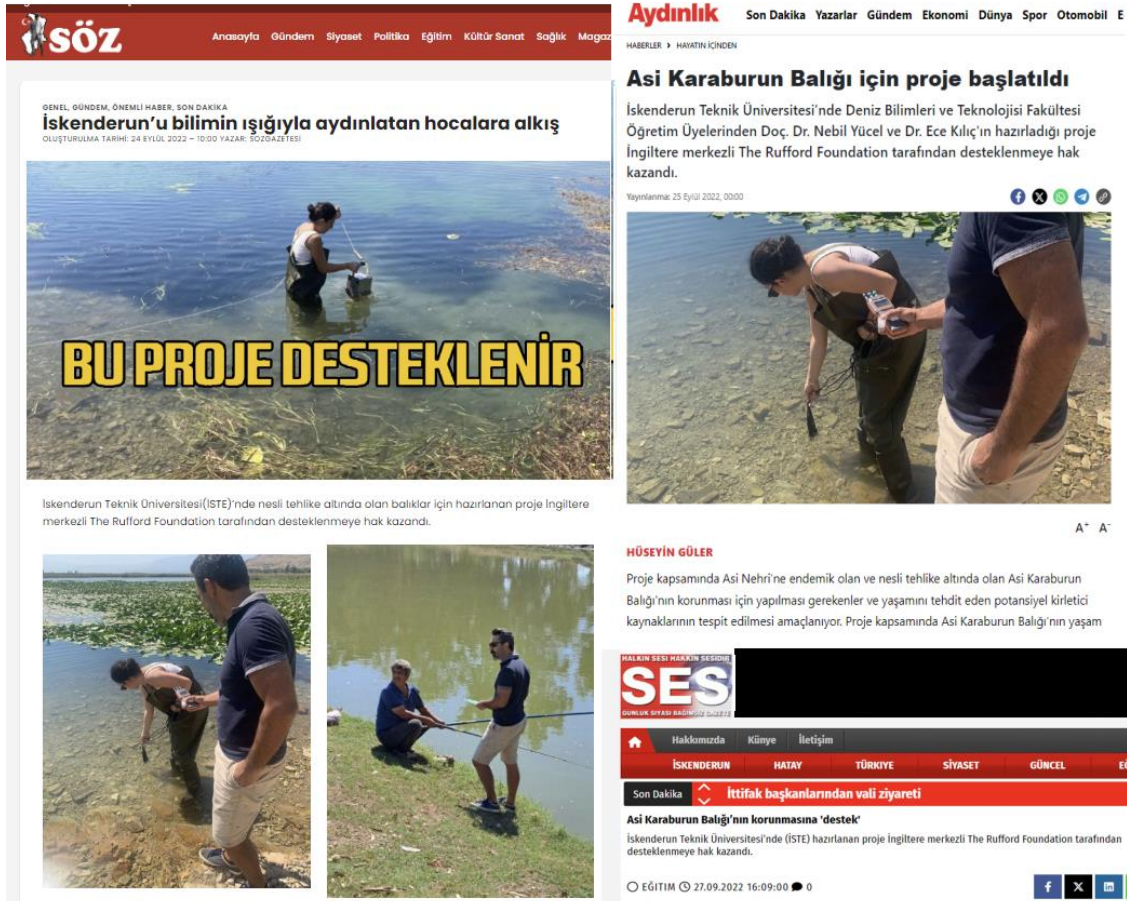 SÖZ
Anasayfa Gündem Siyaset Politika Eğitim Kültür Sanat Sağlık Magaz
GENEL, GÜNDEM, ÖNEMLİ HABER, SON DAKİKA
İskenderun'u bilimin ışığıyla aydınlatan hocalara alkış
OLUŞTURULMA TARİHİ: 24 EYLÜL 2022 – 10:00 YAZAR: SOZGAZETESI
BU PROJE DESTEKLENİR
İskenderun Teknik Üniversitesi(İSTE)'nde nesli tehlike altında olan balıklar için hazırlanan proje İngiltere
merkezli The Rufford Foundation tarafından desteklenmeye hak kazandı.
Aydınlık
Son Dakika Yazarlar Gündem Ekonomi Dünya Spor Otomobil E
HABERLER > HAYATIN İÇİNDEN
Asi Karaburun Balığı için proje başlatıldı
İskenderun Teknik Üniversitesi'nde Deniz Bilimleri ve Teknolojisi Fakültesi
Öğretim Üyelerinden Doç. Dr. Nebil Yücel ve Dr. Ece Kılıç'ın hazırladığı proje
İngiltere merkezli The Rufford Foundation tarafından desteklenmeye hak
kazandı.
Yayınlanma: 25 Eylül 2022, 00:00
A+ A-
HÜSEYİN GÜLER
Proje kapsamında Asi Nehri'ne endemik olan ve nesli tehlike altında olan Asi Karaburun
Balığı'nın korunması için yapılması gerekenler ve yaşamını tehdit eden potansiyel kirletici
kaynaklarının tespit edilmesi amaçlanıyor. Proje kapsamında Asi Karaburun Balığı'nın yaşam
HALKIN SESİ HAKKIN SESİDİR
SES
GÜNLÜK SİYASİ BAĞIMSIZ GAZETE
Hakkımızda Künye İletişim
İSKENDERUN HATAY TÜRKIYE SİYASET GÜNCEL EĞ
Son Dakika İttifak başkanlarından vali ziyareti
Asi Karaburun Balığı'nın korunmasına 'destek'
İskenderun Teknik Üniversitesi'nde (İSTE) hazırlanan proje İngiltere merkezli The Rufford Foundation tarafından
desteklenmeye hak kazandı.
EĞİTIM 27.09.2022 16:09:00 0